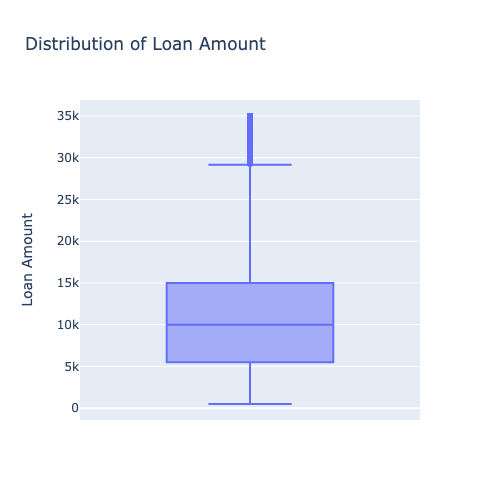 Distribution of Loan Amount
35k
30k
25k
20k
15k
10k
5k
0
Loan Amount